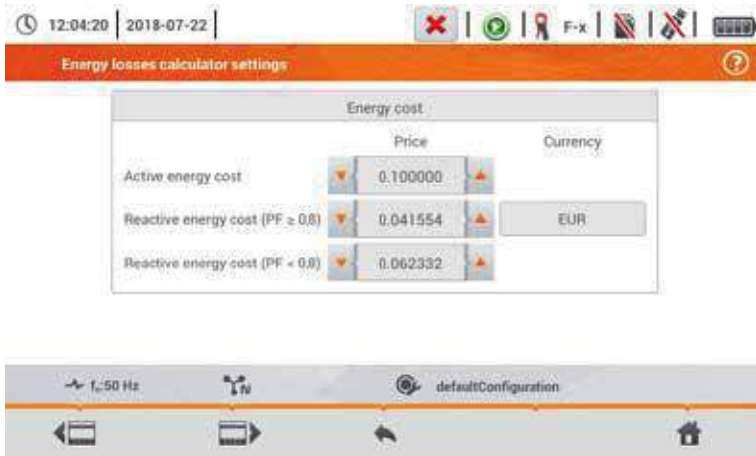 12:04:20 2018-07-22 F-x
Energy losses calculator settings
Energy cost
Price Currency
Active energy cost 0.100000
Reactive energy cost (PF ≥ 0,8) 0.041554 EUR
Reactive energy cost (PF < 0,8) 0.062332
fₙ:50 Hz N defaultConfiguration